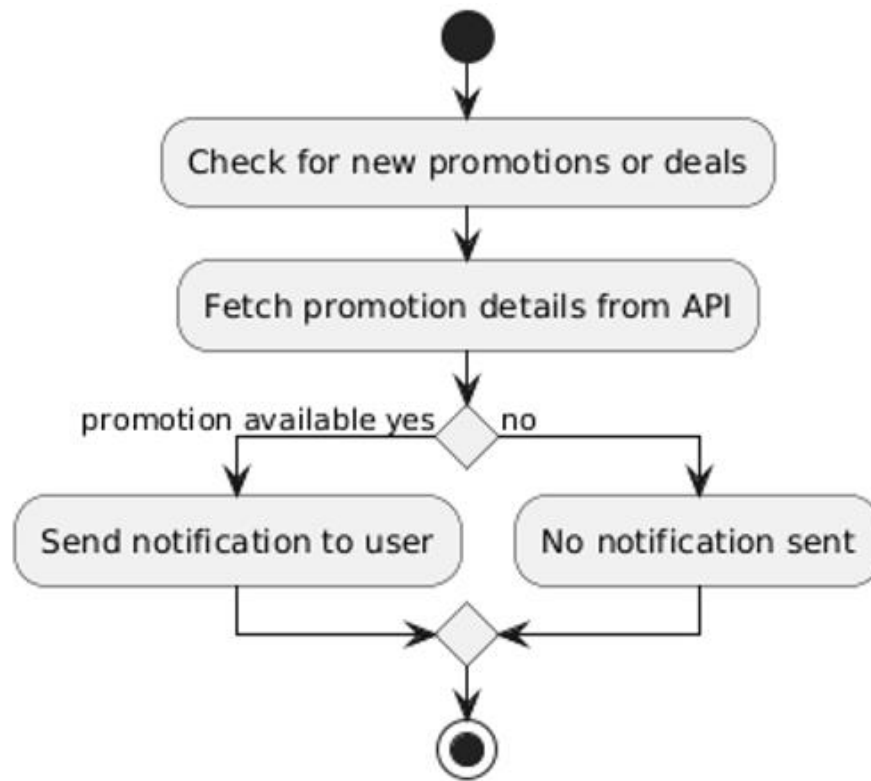 Check for new promotions or deals
Fetch promotion details from API
promotion available yes
no
Send notification to user
No notification sent